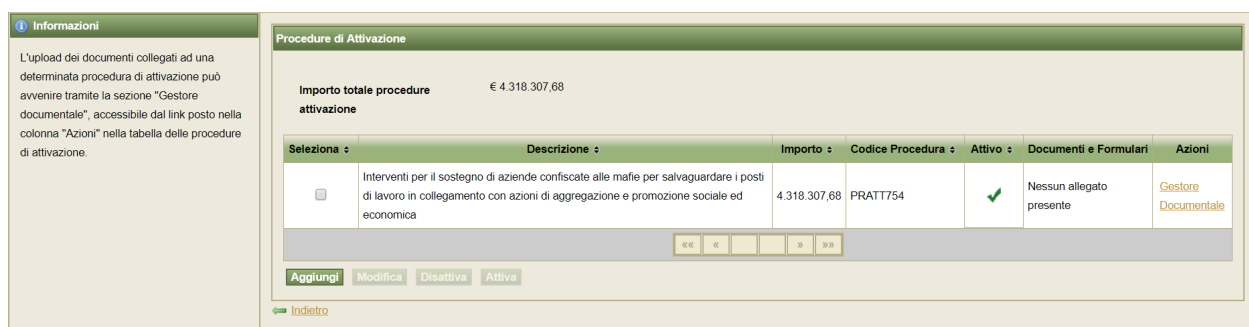 Informazioni
L'upload dei documenti collegati ad una
determinata procedura di attivazione può
avvenire tramite la sezione "Gestore
documentale", accessibile dal link posto nella
colonna "Azioni" nella tabella delle procedure
di attivazione.
Procedure di Attivazione
Importo totale procedure
attivazione
€ 4.318.307,68
Seleziona Descrizione Importo Codice Procedura Attivo Documenti e Formulari Azioni
Interventi per il sostegno di aziende confiscate alle mafie per salvaguardare i posti
di lavoro in collegamento con azioni di aggregazione e promozione sociale ed
economica
4.318.307,68
PRATT754
Nessun allegato
presente
Gestore
Documentale
«« « » »»
Aggiungi Modifica Disattiva Attiva
Indietro